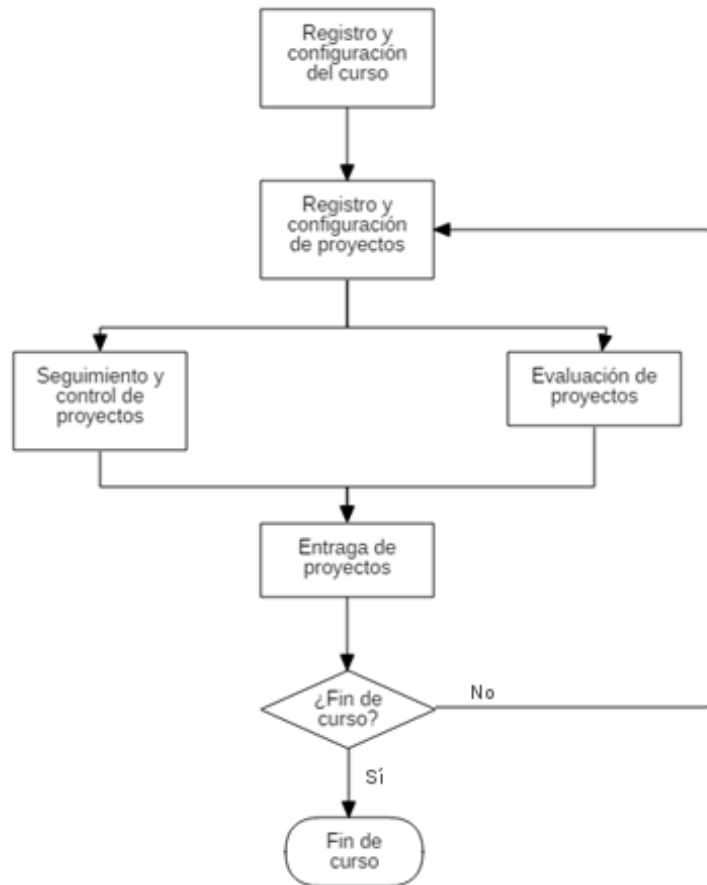 Registro y
configuración
del curso
Registro y
configuración
de proyectos
Seguimiento y
control de
proyectos
Evaluación de
proyectos
Entraga de
proyectos
¿Fin de
curso?
No
Sí
Fin de
curso